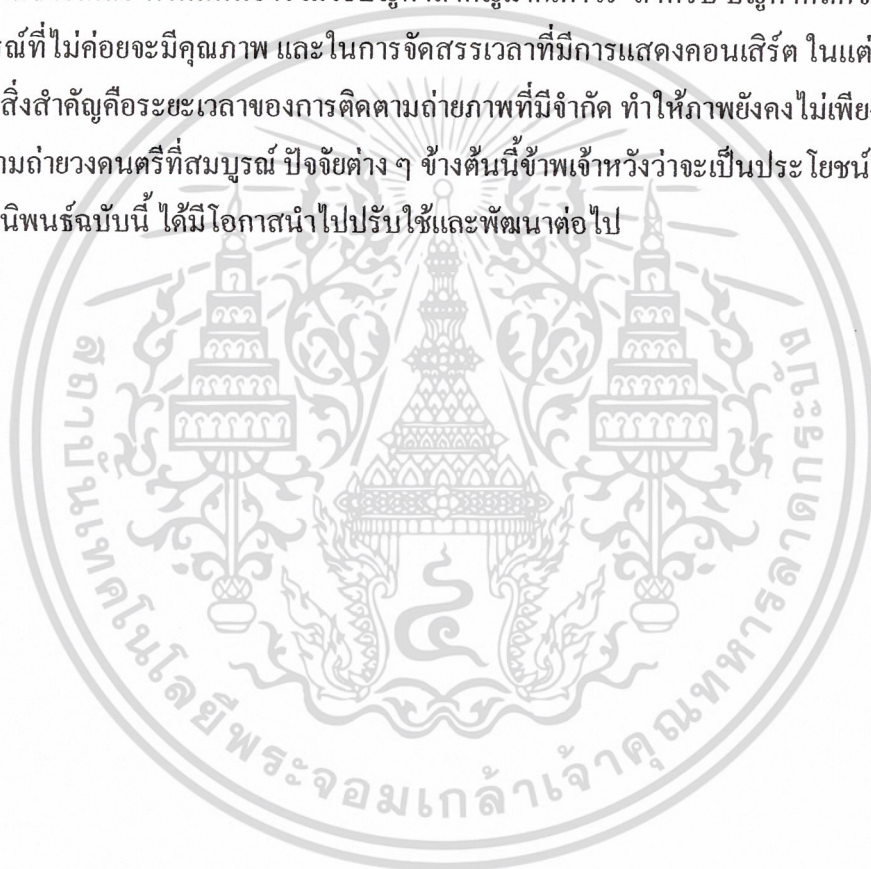 รณ์ที่ไม่ค่อยจะมีคุณภาพ และในการจัดสรรเวลาที่มีการแสดงคอนเสิร์ต ในแต่
สิ่งสำคัญคือระยะเวลาของการติดตามถ่ายภาพที่มีจำกัด ทำให้ภาพยังคงไม่เพีย
ามถ่ายวงดนตรีที่สมบูรณ์ ปัจจัยต่าง ๆ ข้างต้นนี้ข้าพเจ้าหวังว่าจะเป็นประโยชน์
นิพนธ์ฉบับนี้ ได้มีโอกาสนำไปปรับใช้และพัฒนาต่อไป
สถาบันเทคโนโลยีพระจอมเกล้าเจ้าคุณทหารลาดกระบัง